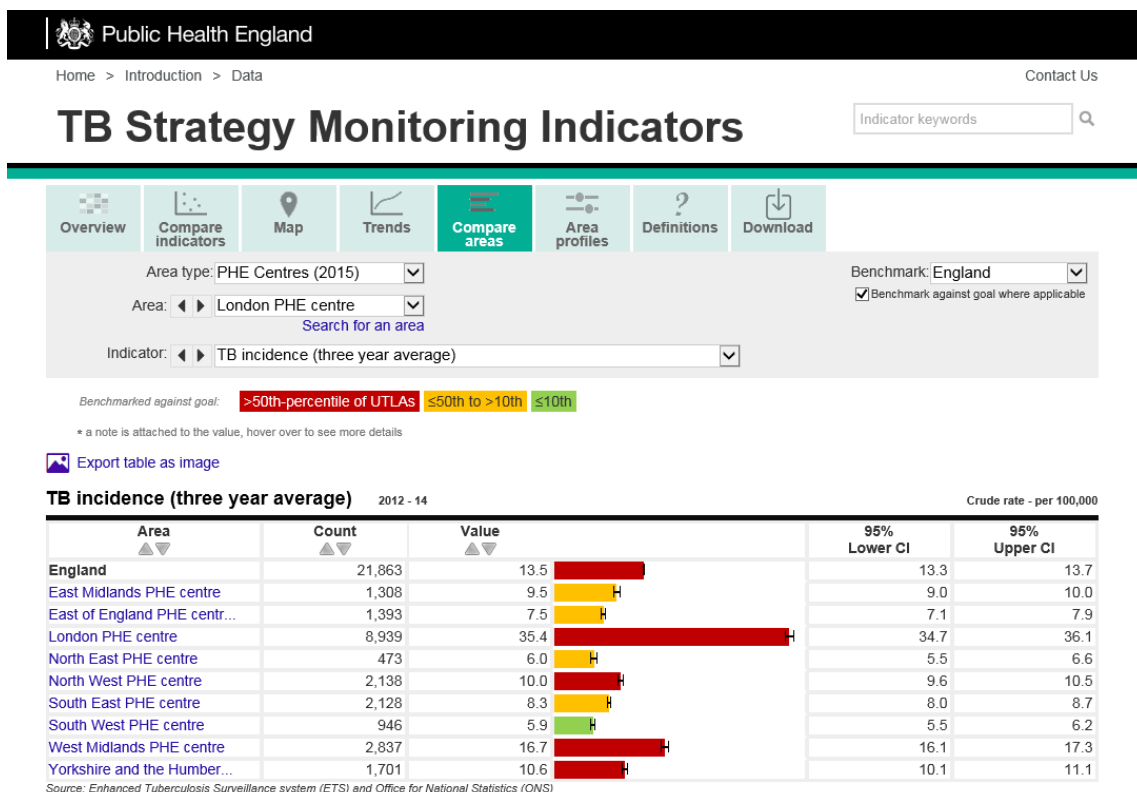 Public Health England
Home > Introduction > Data Contact Us
TB Strategy Monitoring Indicators
Indicator keywords
Overview Compare indicators Map Trends Compare areas Area profiles Definitions Download
Area type: PHE Centres (2015) Benchmark: England
Benchmark against goal where applicable
Area: London PHE centre
Search for an area
Indicator: TB incidence (three year average)
Benchmarked against goal: >50th-percentile of UTLAs ≤50th to >10th ≤10th
* a note is attached to the value, hover over to see more details
Export table as image
TB incidence (three year average) 2012 - 14 Crude rate - per 100,000
Area Count Value 95% Lower CI 95% Upper CI
England 21,863 13.5 13.3 13.7
East Midlands PHE centre 1,308 9.5 9.0 10.0
East of England PHE centr... 1,393 7.5 7.1 7.9
London PHE centre 8,939 35.4 34.7 36.1
North East PHE centre 473 6.0 5.5 6.6
North West PHE centre 2,138 10.0 9.6 10.5
South East PHE centre 2,128 8.3 8.0 8.7
South West PHE centre 946 5.9 5.5 6.2
West Midlands PHE centre 2,837 16.7 16.1 17.3
Yorkshire and the Humber... 1,701 10.6 10.1 11.1
Source: Enhanced Tuberculosis Surveillance system (ETS) and Office for National Statistics (ONS)